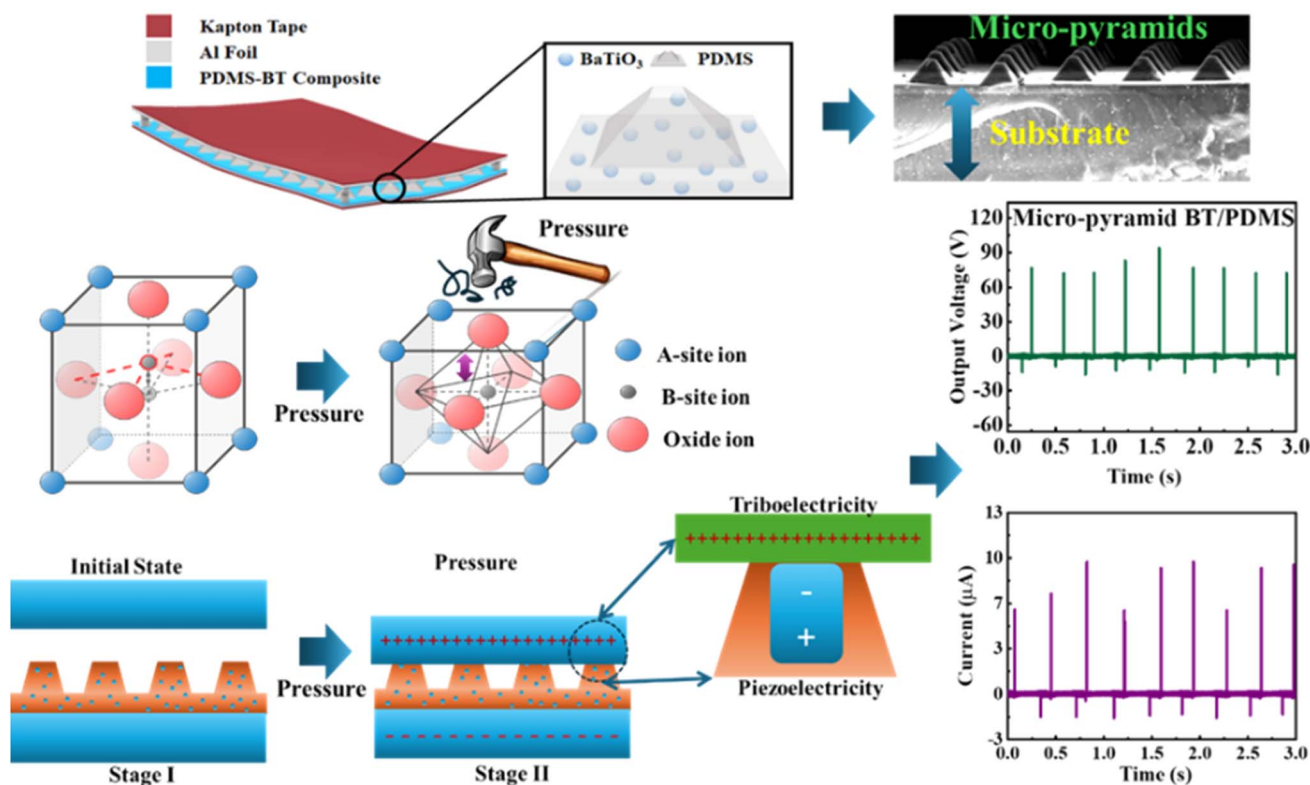 Kapton Tape
Al Foil
PDMS-BT Composite
BaTiO3 PDMS
Micro-pyramids
Substrate
Pressure
Pressure
A-site ion
B-site ion
Oxide ion
Micro-pyramid BT/PDMS
Output Voltage (V)
120
90
60
30
0
-30
-60
0.0 0.5 1.0 1.5 2.0 2.5 3.0
Time (s)
Initial State
Stage I
Pressure
Pressure
+++++++++++++++++++
- - - - - - - - - - - - - - - -
Stage II
Triboelectricity
+++++++++++++++++++
-
+
Piezoelectricity
Current (μA)
13
10
7
3
0
-3
0.0 0.5 1.0 1.5 2.0 2.5 3.0
Time (s)